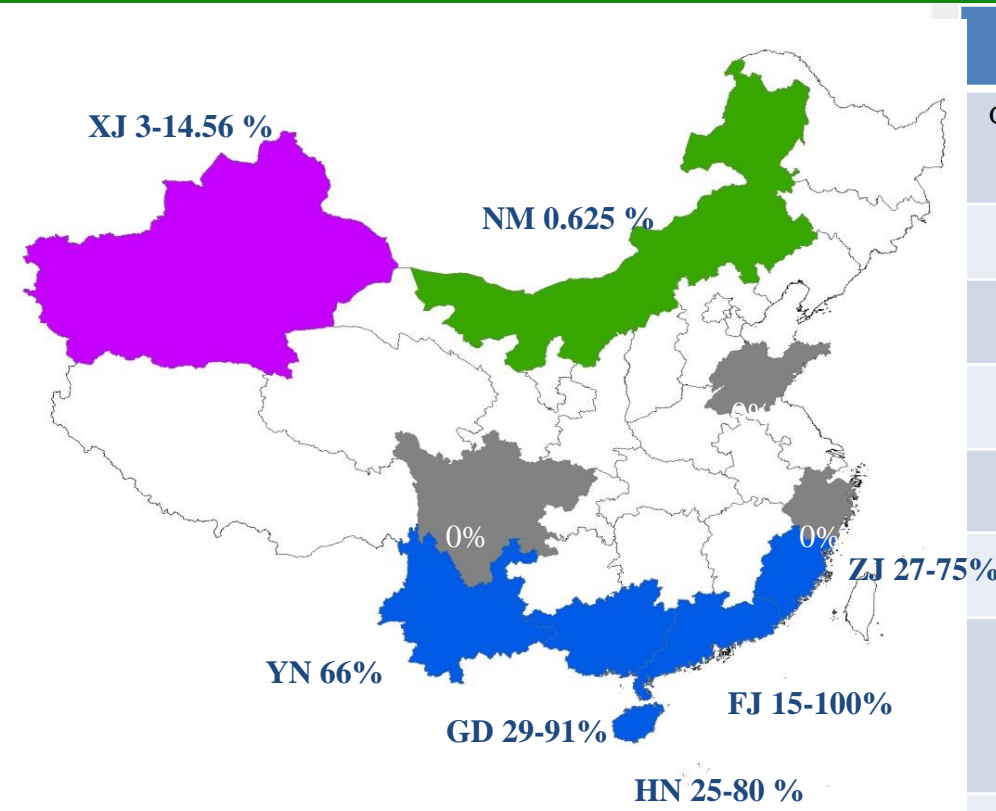 XJ 3-14.56 %
NM 0.625 %
0%
0%
0%
ZJ 27-75%
YN 66%
FJ 15-100%
GD 29-91%
HN 25-80 %